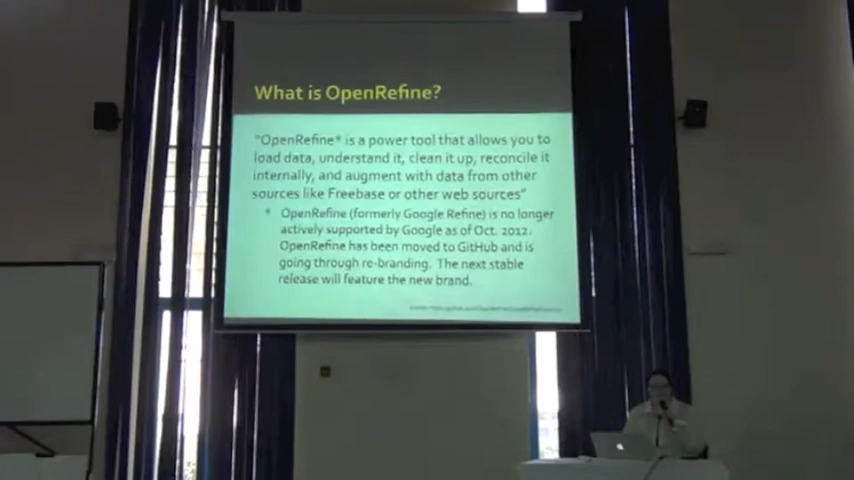 What is OpenRefine?
"OpenRefine* is a power tool that allows you to
load data, understand it, clean it up, reconcile it
internally, and augment with data from other
sources like Freebase or other web sources"
* OpenRefine (formerly Google Refine) is no longer
actively supported by Google as of Oct. 2012.
OpenRefine has been moved to GitHub and is
going through re-branding. The next stable
release will feature the new brand.